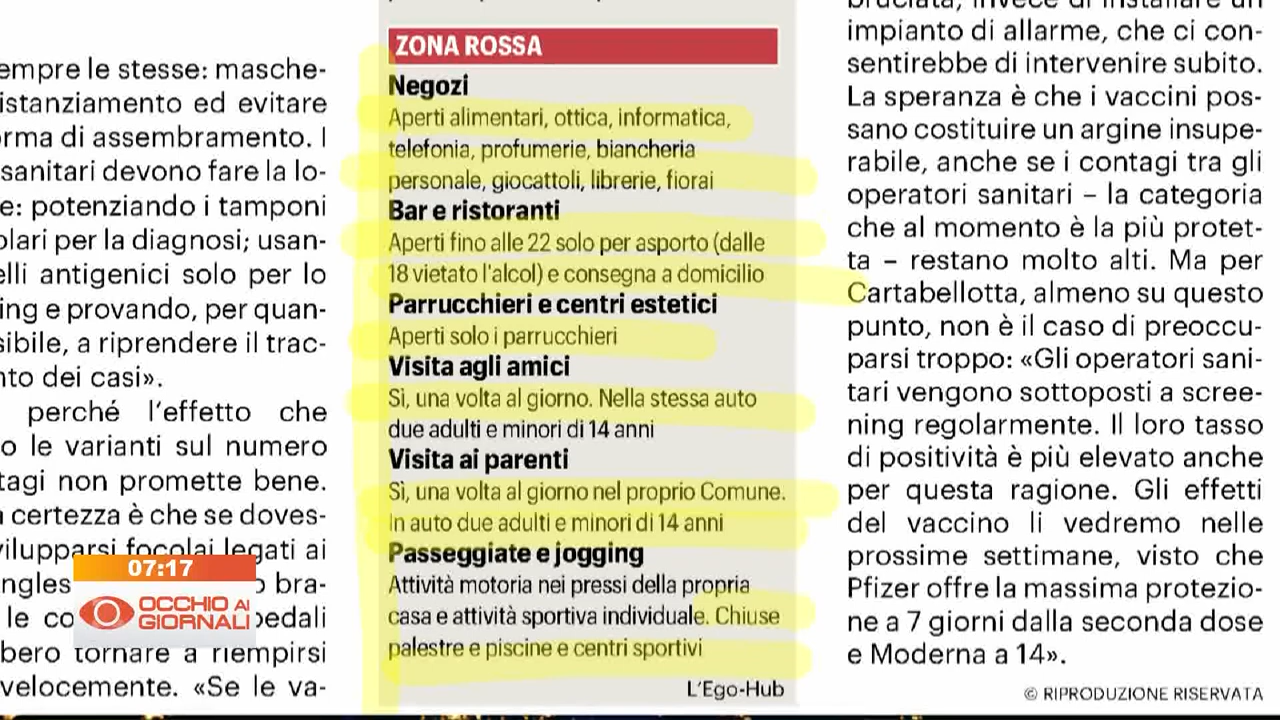 empre le stesse: masche-
istanziamento ed evitare
orma di assembramento. I
sanitari devono fare la lo-
e: potenziando i tamponi
olari per la diagnosi; usan-
elli antigenici solo per lo
ing e provando, per quan-
sibile, a riprendere il trac-
nto dei casi».
perché l'effetto che
o le varianti sul numero
tagi non promette bene.
a certezza è che se doves-
vilupparsi focolai legati ai
ngles o bra-
le co pedali
bero tornare a riempirsi
velocemente. «Se le va-
07:17
OCCHIO AI
GIORNALI
ZONA ROSSA
Negozi
Aperti alimentari, ottica, informatica,
telefonia, profumerie, biancheria
personale, giocattoli, librerie, fiorai
Bar e ristoranti
Aperti fino alle 22 solo per asporto (dalle
18 vietato l'alcol) e consegna a domicilio
Parrucchieri e centri estetici
Aperti solo i parrucchieri
Visita agli amici
Sì, una volta al giorno. Nella stessa auto
due adulti e minori di 14 anni
Visita ai parenti
Sì, una volta al giorno nel proprio Comune.
In auto due adulti e minori di 14 anni
Passeggiate e jogging
Attività motoria nei pressi della propria
casa e attività sportiva individuale. Chiuse
palestre e piscine e centri sportivi
L'Ego-Hub
bruciata, invece di installare un
impianto di allarme, che ci con-
sentirebbe di intervenire subito.
La speranza è che i vaccini pos-
sano costituire un argine insupe-
rabile, anche se i contagi tra gli
operatori sanitari – la categoria
che al momento è la più protet-
ta – restano molto alti. Ma per
Cartabellotta, almeno su questo
punto, non è il caso di preoccu-
parsi troppo: «Gli operatori sani-
tari vengono sottoposti a scree-
ning regolarmente. Il loro tasso
di positività è più elevato anche
per questa ragione. Gli effetti
del vaccino li vedremo nelle
prossime settimane, visto che
Pfizer offre la massima protezio-
ne a 7 giorni dalla seconda dose
e Moderna a 14».
© RIPRODUZIONE RISERVATA